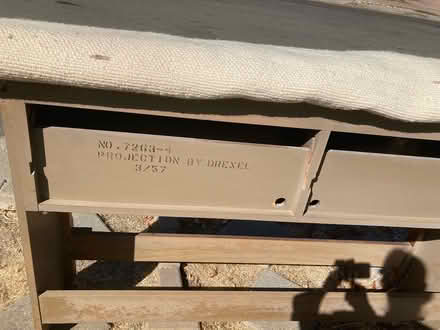 NO.7263-4
PROJECTION BY DREXEL
3/57